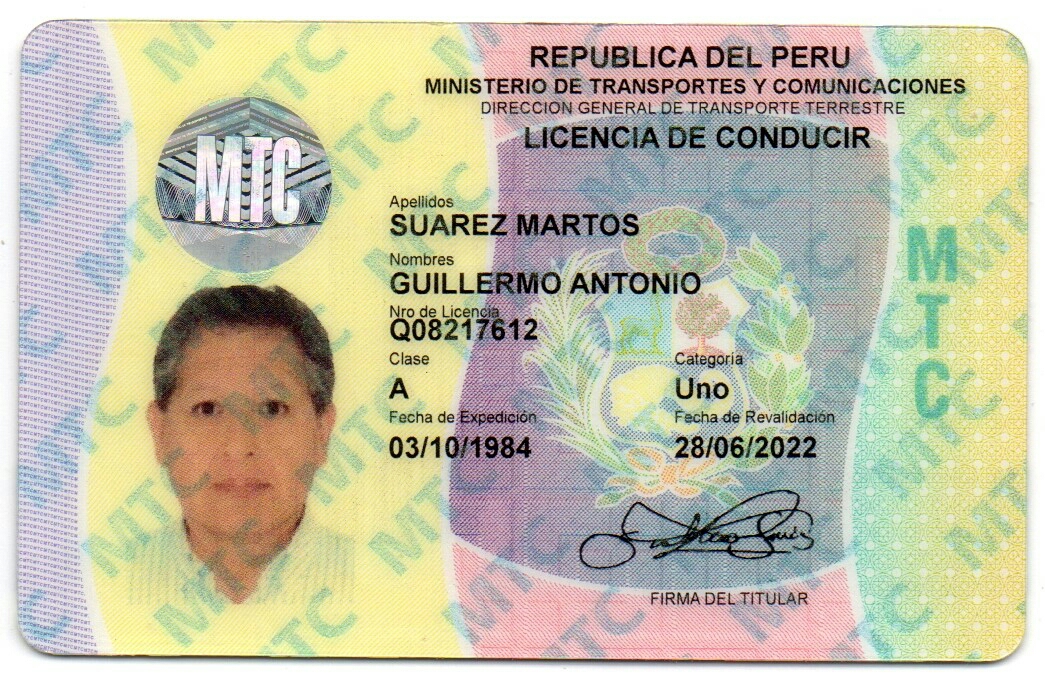 REPUBLICA DEL PERU
MINISTERIO DE TRANSPORTES Y COMUNICACIONES
DIRECCION GENERAL DE TRANSPORTE TERRESTRE
LICENCIA DE CONDUCIR
MTC
Apellidos
SUAREZ MARTOS
Nombres
GUILLERMO ANTONIO
Nro de Licencia
Q08217612
Clase
A
Categoría
Uno
Fecha de Expedición
03/10/1984
Fecha de Revalidación
28/06/2022
FIRMA DEL TITULAR
MTC